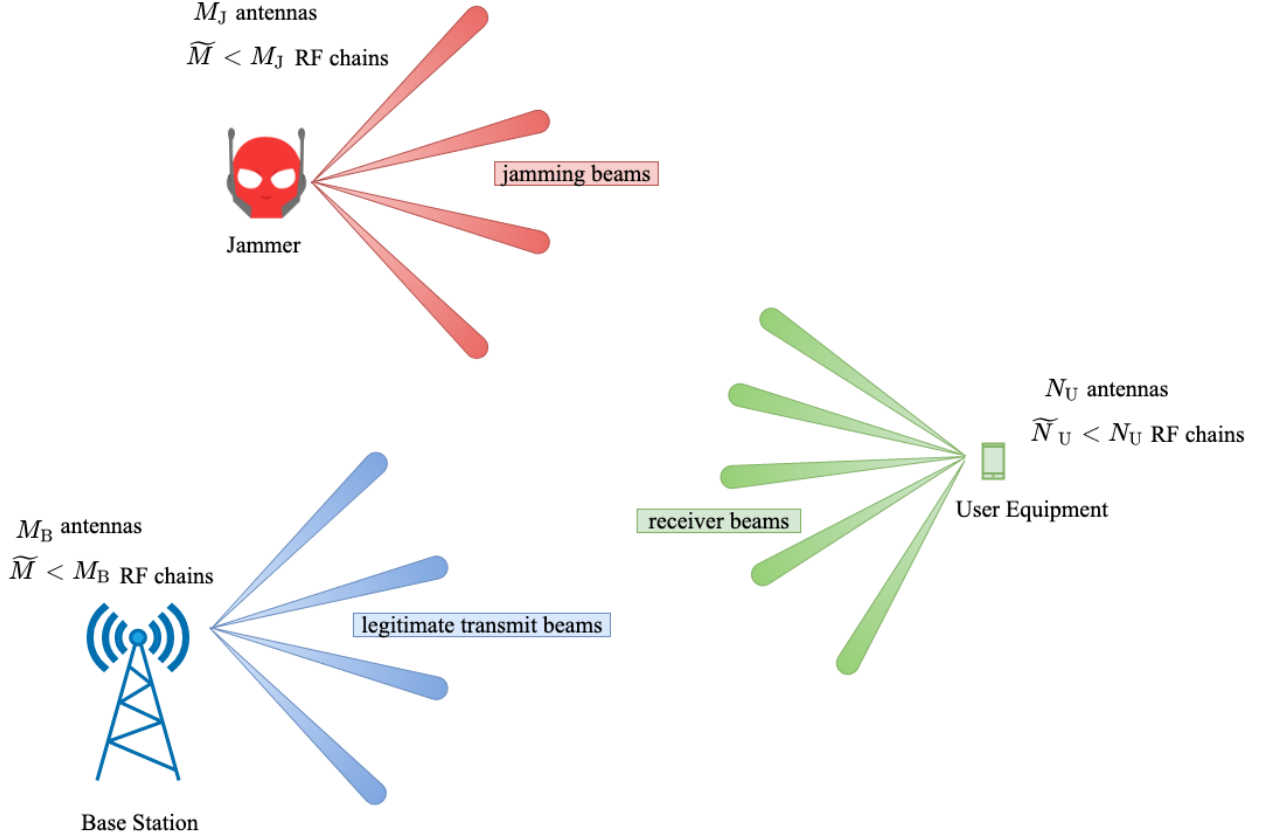 M_J antennas
M̃ < M_J RF chains
jamming beams
Jammer
N_U antennas
Ñ_U < N_U RF chains
User Equipment
receiver beams
M_B antennas
M̃ < M_B RF chains
legitimate transmit beams
Base Station